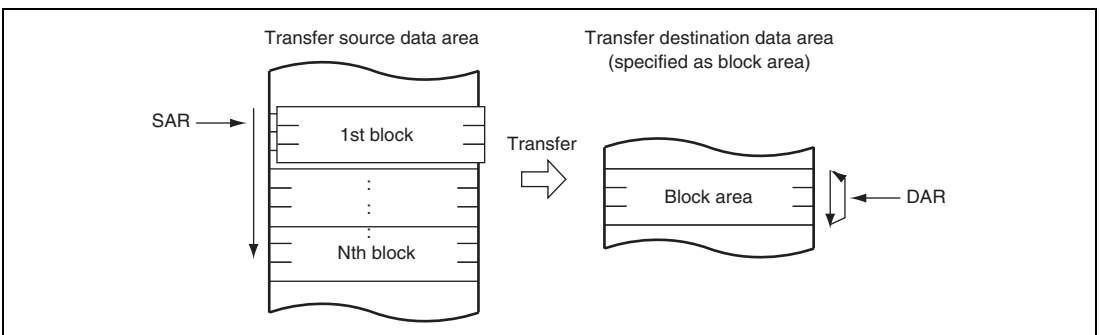 Transfer source data area
Transfer destination data area
(specified as block area)
SAR
1st block
Transfer
Block area
DAR
:
:
Nth block